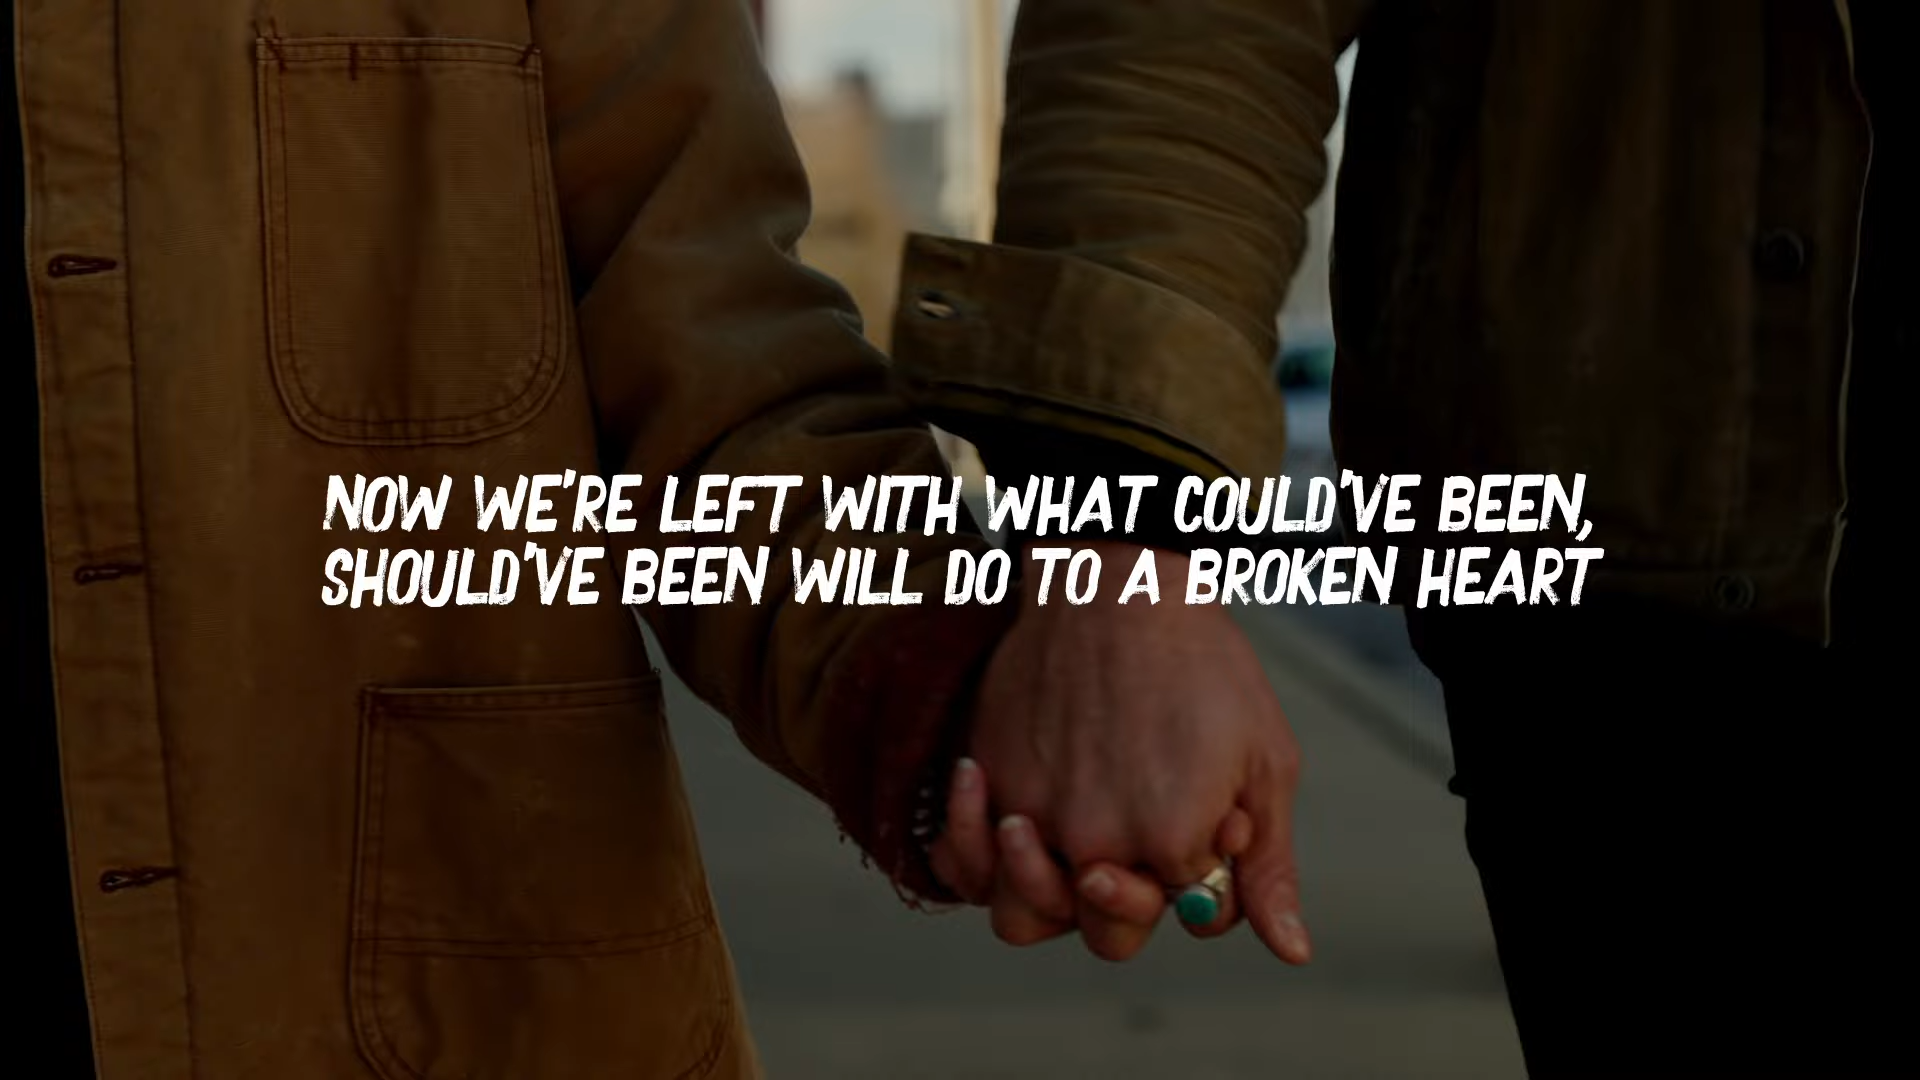 NOW WE'RE LEFT WITH WHAT COULD'VE BEEN,
SHOULD'VE BEEN WILL DO TO A BROKEN HEART